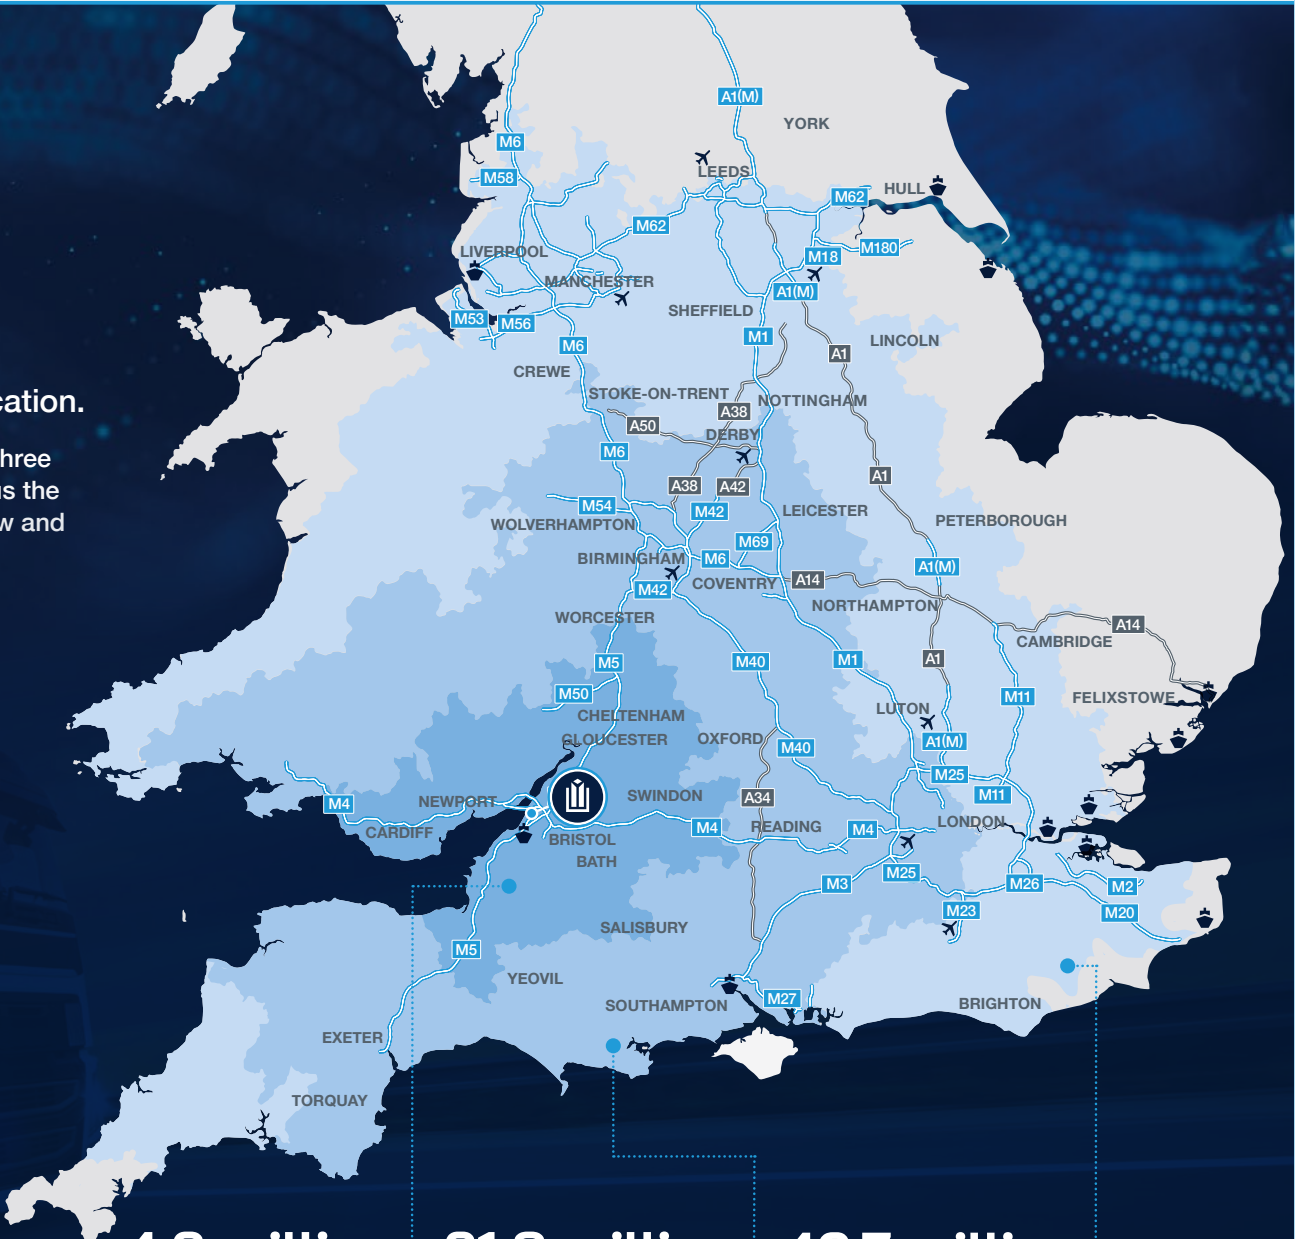 A1(M)
YORK
M6
LEEDS
M58
HULL
M62
M62
LIVERPOOL
M180
M18
MANCHESTER
A1(M)
SHEFFIELD
M53
M56
M1
LINCOLN
M6
A1
CREWE
STOKE-ON-TRENT
NOTTINGHAM
cation.
A38
A50
DERBY
M6
hree
A1
A38
A42
us the
M54
M42
LEICESTER
w and
WOLVERHAMPTON
PETERBOROUGH
M69
BIRMINGHAM
M6
A1(M)
COVENTRY
A14
M42
NORTHAMPTON
WORCESTER
A14
CAMBRIDGE
M5
M40
M1
A1
M50
M11
FELIXSTOWE
CHELTENHAM
LUTON
GLOUCESTER
OXFORD
A1(M)
M40
M25
NEWPORT
SWINDON
A34
M11
M4
CARDIFF
M4
READING
M4
LONDON
BRISTOL
BATH
M25
M3
M26
M2
M23
M20
SALISBURY
M5
YEOVIL
SOUTHAMPTON
M27
BRIGHTON
EXETER
TORQUAY